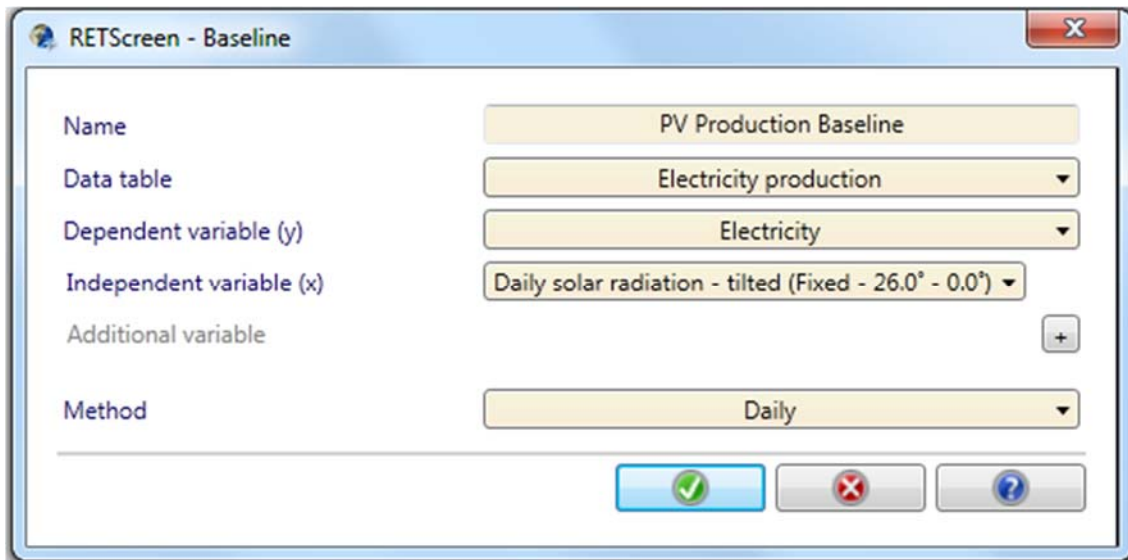 RETScreen - Baseline
Name PV Production Baseline
Data table Electricity production
Dependent variable (y) Electricity
Independent variable (x) Daily solar radiation - tilted (Fixed - 26.0˚ - 0.0˚)
Additional variable +
Method Daily